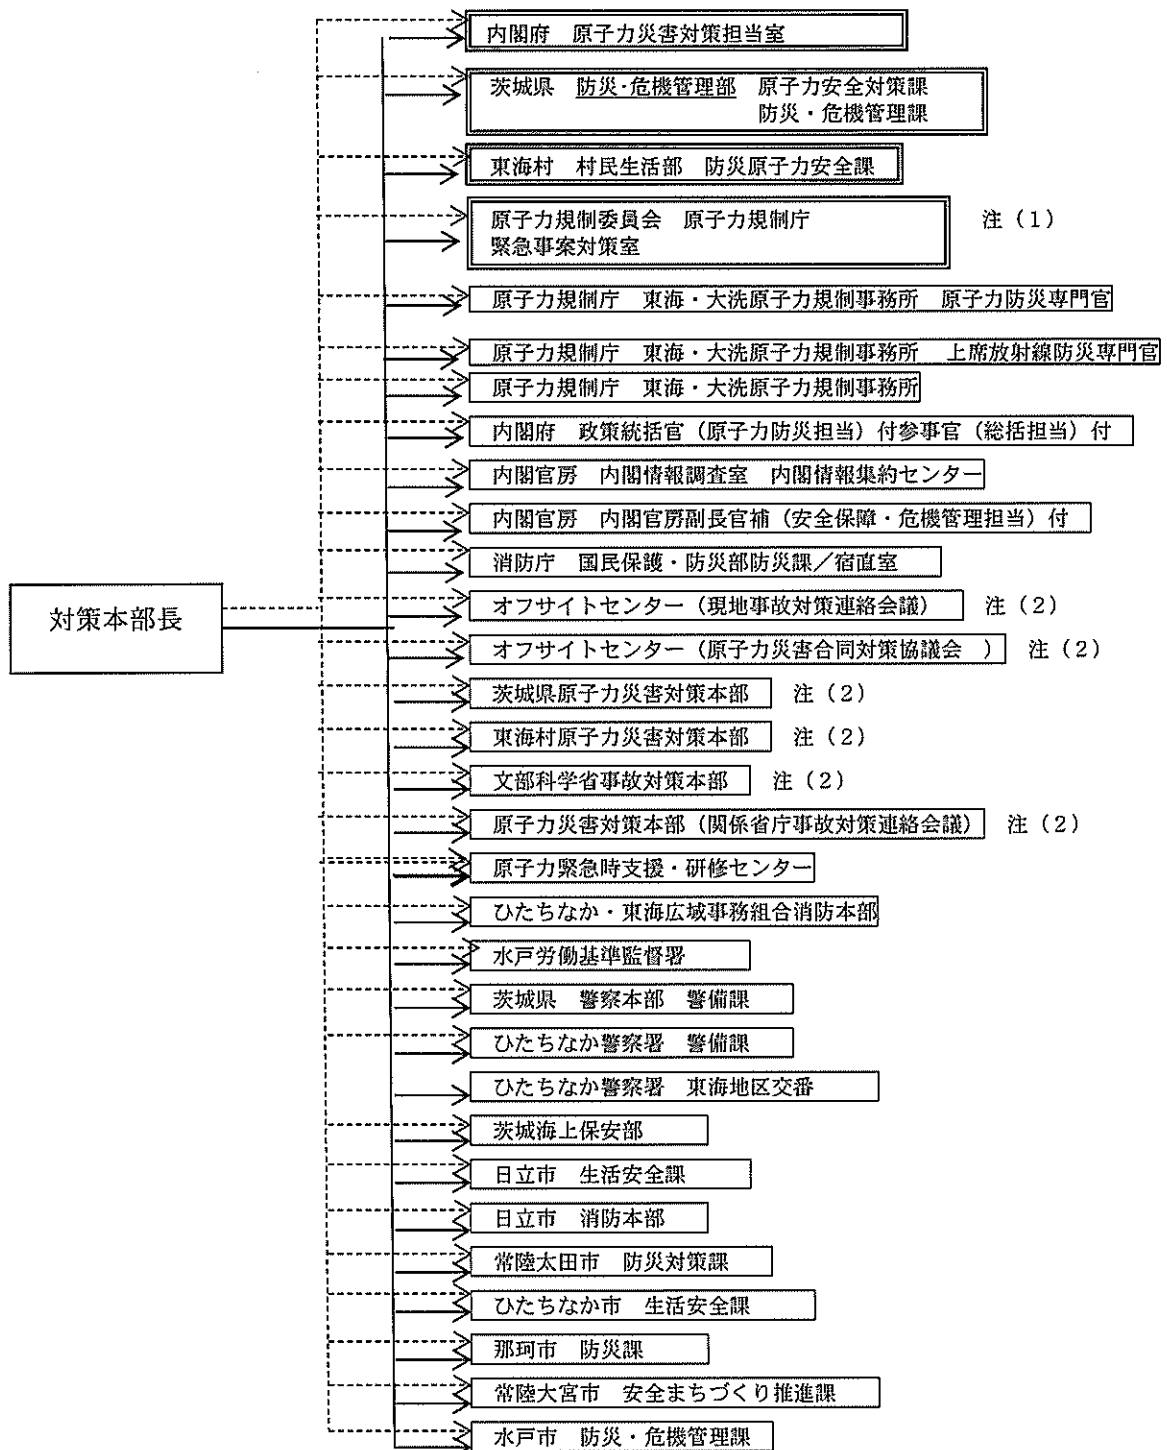 内閣府　原子力災害対策担当室
茨城県　防災・危機管理部　原子力安全対策課
防災・危機管理課
東海村　村民生活部　防災原子力安全課
原子力規制委員会　原子力規制庁　注（１）
緊急事案対策室
原子力規制庁　東海・大洗原子力規制事務所　原子力防災専門官
原子力規制庁　東海・大洗原子力規制事務所　上席放射線防災専門官
原子力規制庁　東海・大洗原子力規制事務所
内閣府　政策統括官（原子力防災担当）付参事官（総括担当）付
内閣官房　内閣情報調査室　内閣情報集約センター
内閣官房　内閣官房副長官補（安全保障・危機管理担当）付
消防庁　国民保護・防災部防災課／宿直室
対策本部長
オフサイトセンター（現地事故対策連絡会議）　注（２）
オフサイトセンター（原子力災害合同対策協議会　）　注（２）
茨城県原子力災害対策本部　注（２）
東海村原子力災害対策本部　注（２）
文部科学省事故対策本部　注（２）
原子力災害対策本部（関係省庁事故対策連絡会議）　注（２）
原子力緊急時支援・研修センター
ひたちなか・東海広域事務組合消防本部
水戸労働基準監督署
茨城県　警察本部　警備課
ひたちなか警察署　警備課
ひたちなか警察署　東海地区交番
茨城海上保安部
日立市　生活安全課
日立市　消防本部
常陸太田市　防災対策課
ひたちなか市　生活安全課
那珂市　防災課
常陸大宮市　安全まちづくり推進課
水戸市　防災・危機管理課